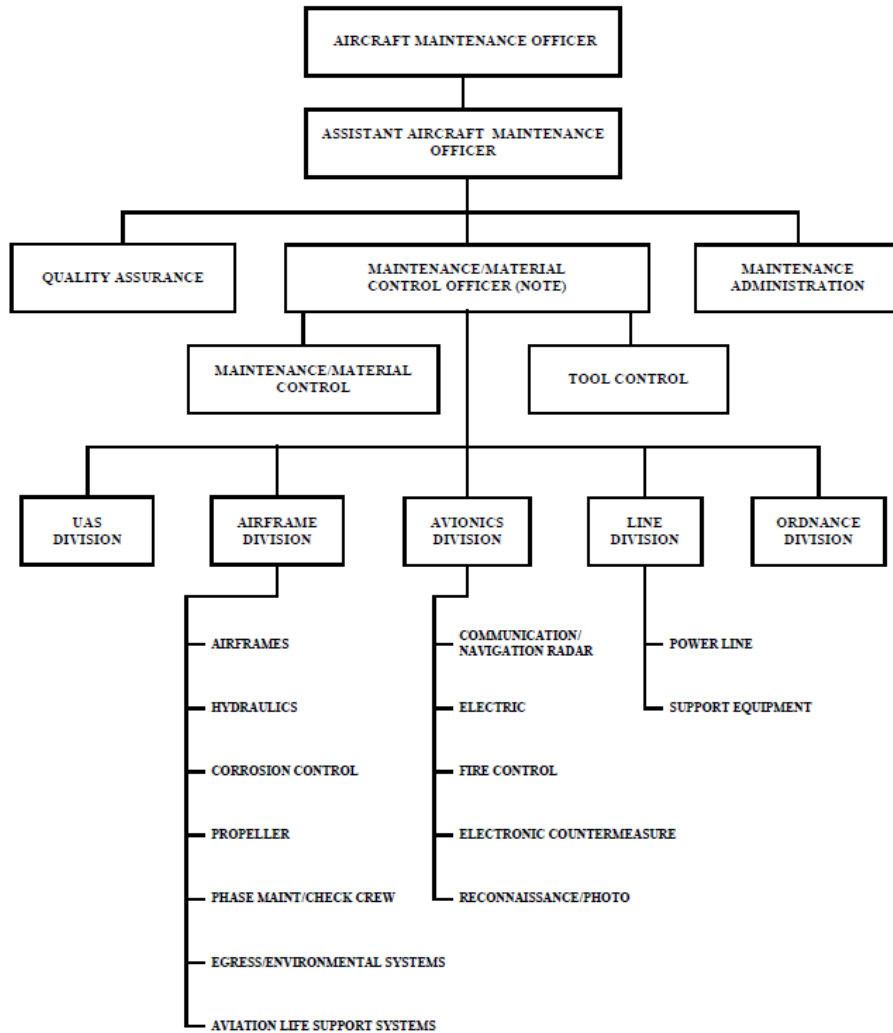 AIRCRAFT MAINTENANCE OFFICER
ASSISTANT AIRCRAFT MAINTENANCE
OFFICER
QUALITY ASSURANCE
MAINTENANCE/MATERIAL
CONTROL OFFICER (NOTE)
MAINTENANCE
ADMINISTRATION
MAINTENANCE/MATERIAL
CONTROL
TOOL CONTROL
UAS
DIVISION
AIRFRAME
DIVISION
AVIONICS
DIVISION
LINE
DIVISION
ORDNANCE
DIVISION
AIRFRAMES
HYDRAULICS
CORROSION CONTROL
PROPELLER
PHASE MAINT/CHECK CREW
EGRESS/ENVIRONMENTAL SYSTEMS
AVIATION LIFE SUPPORT SYSTEMS
COMMUNICATION/
NAVIGATION RADAR
ELECTRIC
FIRE CONTROL
ELECTRONIC COUNTERMEASURE
RECONNAISSANCE/PHOTO
POWER LINE
SUPPORT EQUIPMENT